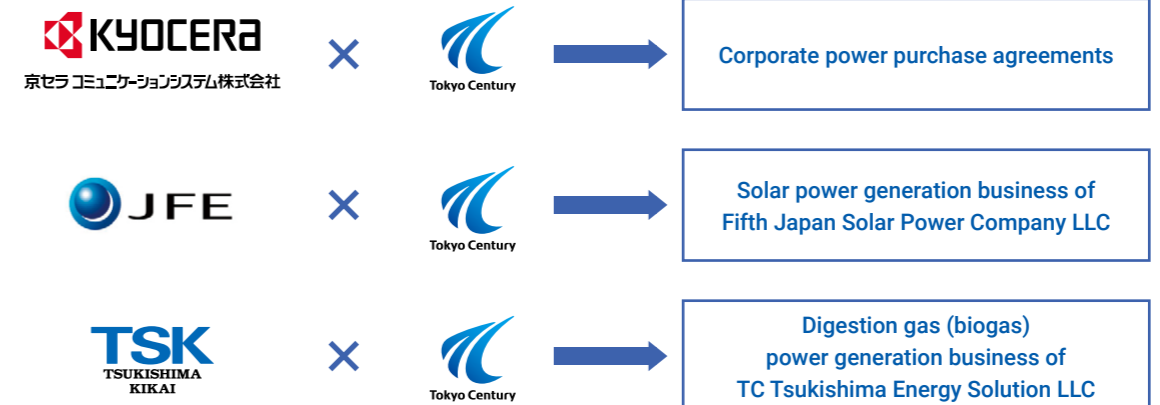 KYOCERA
京セラ コミュニケーションシステム株式会社
×
Tokyo Century
Corporate power purchase agreements
JFE
×
Tokyo Century
Solar power generation business of
Fifth Japan Solar Power Company LLC
TSK
TSUKISHIMA
KIKAI
×
Tokyo Century
Digestion gas (biogas)
power generation business of
TC Tsukishima Energy Solution LLC